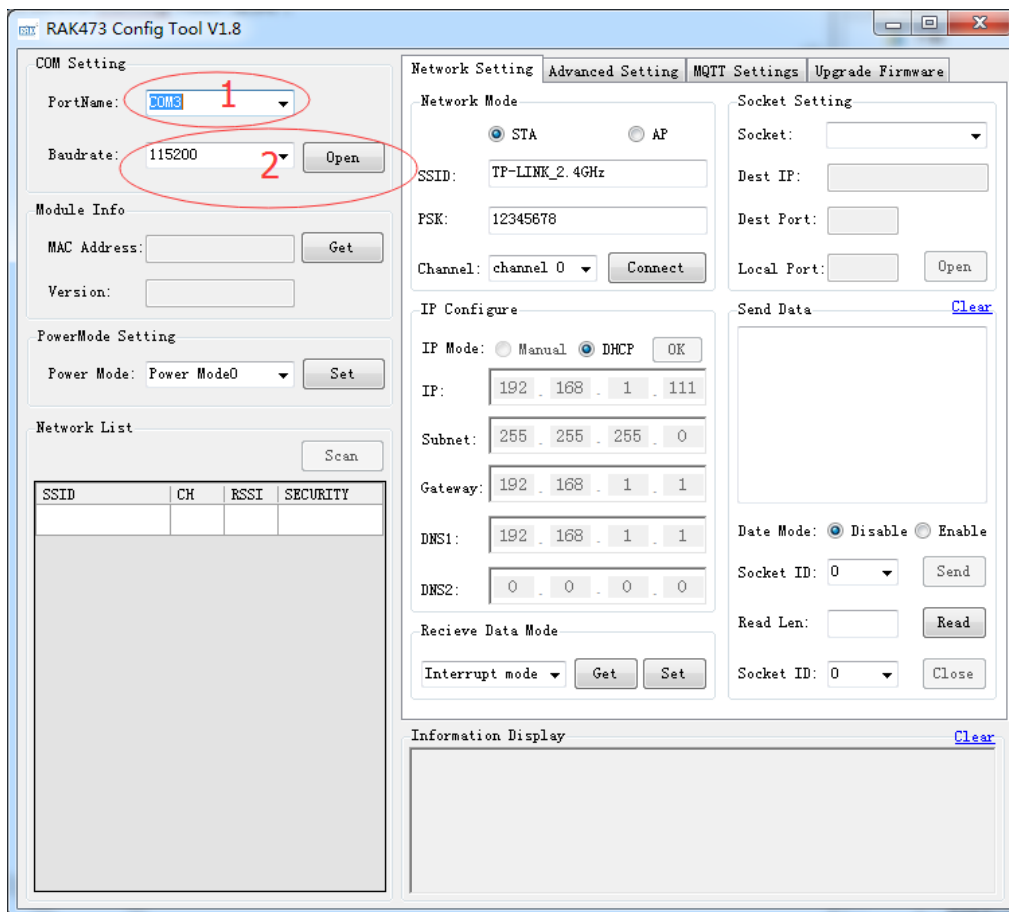 RAK473 Config Tool V1.8
COM Setting
PortName: COM3 1
Baudrate: 115200 2 Open
Module Info
MAC Address: Get
Version:
PowerMode Setting
Power Mode: Power Mode0 Set
Network List
Scan
SSID CH RSSI SECURITY
Network Setting Advanced Setting MQTT Settings Upgrade Firmware
Network Mode
STA AP
SSID: TP-LINK_2.4GHz
PSK: 12345678
Channel: channel 0 Connect
IP Configure
IP Mode: Manual DHCP OK
IP: 192 . 168 . 1 . 111
Subnet: 255 . 255 . 255 . 0
Gateway: 192 . 168 . 1 . 1
DNS1: 192 . 168 . 1 . 1
DNS2: 0 . 0 . 0 . 0
Recieve Data Mode
Interrupt mode Get Set
Socket Setting
Socket:
Dest IP:
Dest Port:
Local Port: Open
Send Data Clear
Date Mode: Disable Enable
Socket ID: 0 Send
Read Len: Read
Socket ID: 0 Close
Information Display Clear